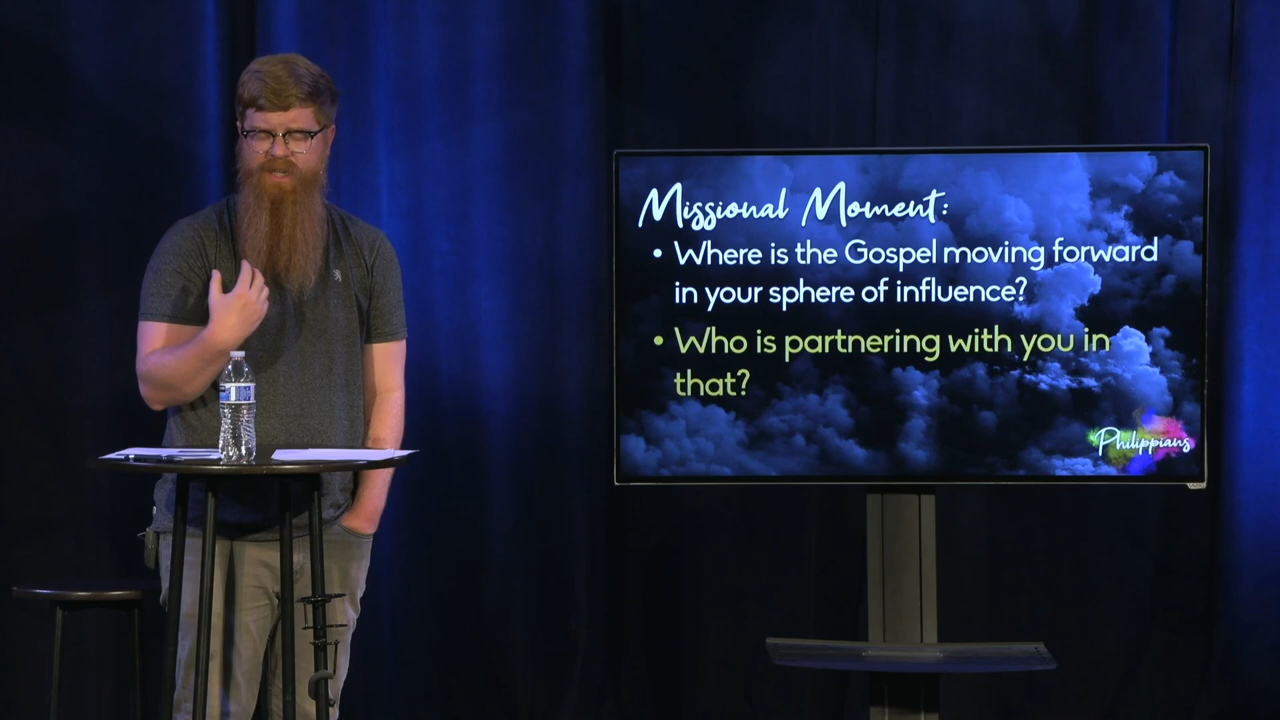 Missional Moment:
• Where is the Gospel moving forward
in your sphere of influence?
• Who is partnering with you in
that?
Philippians